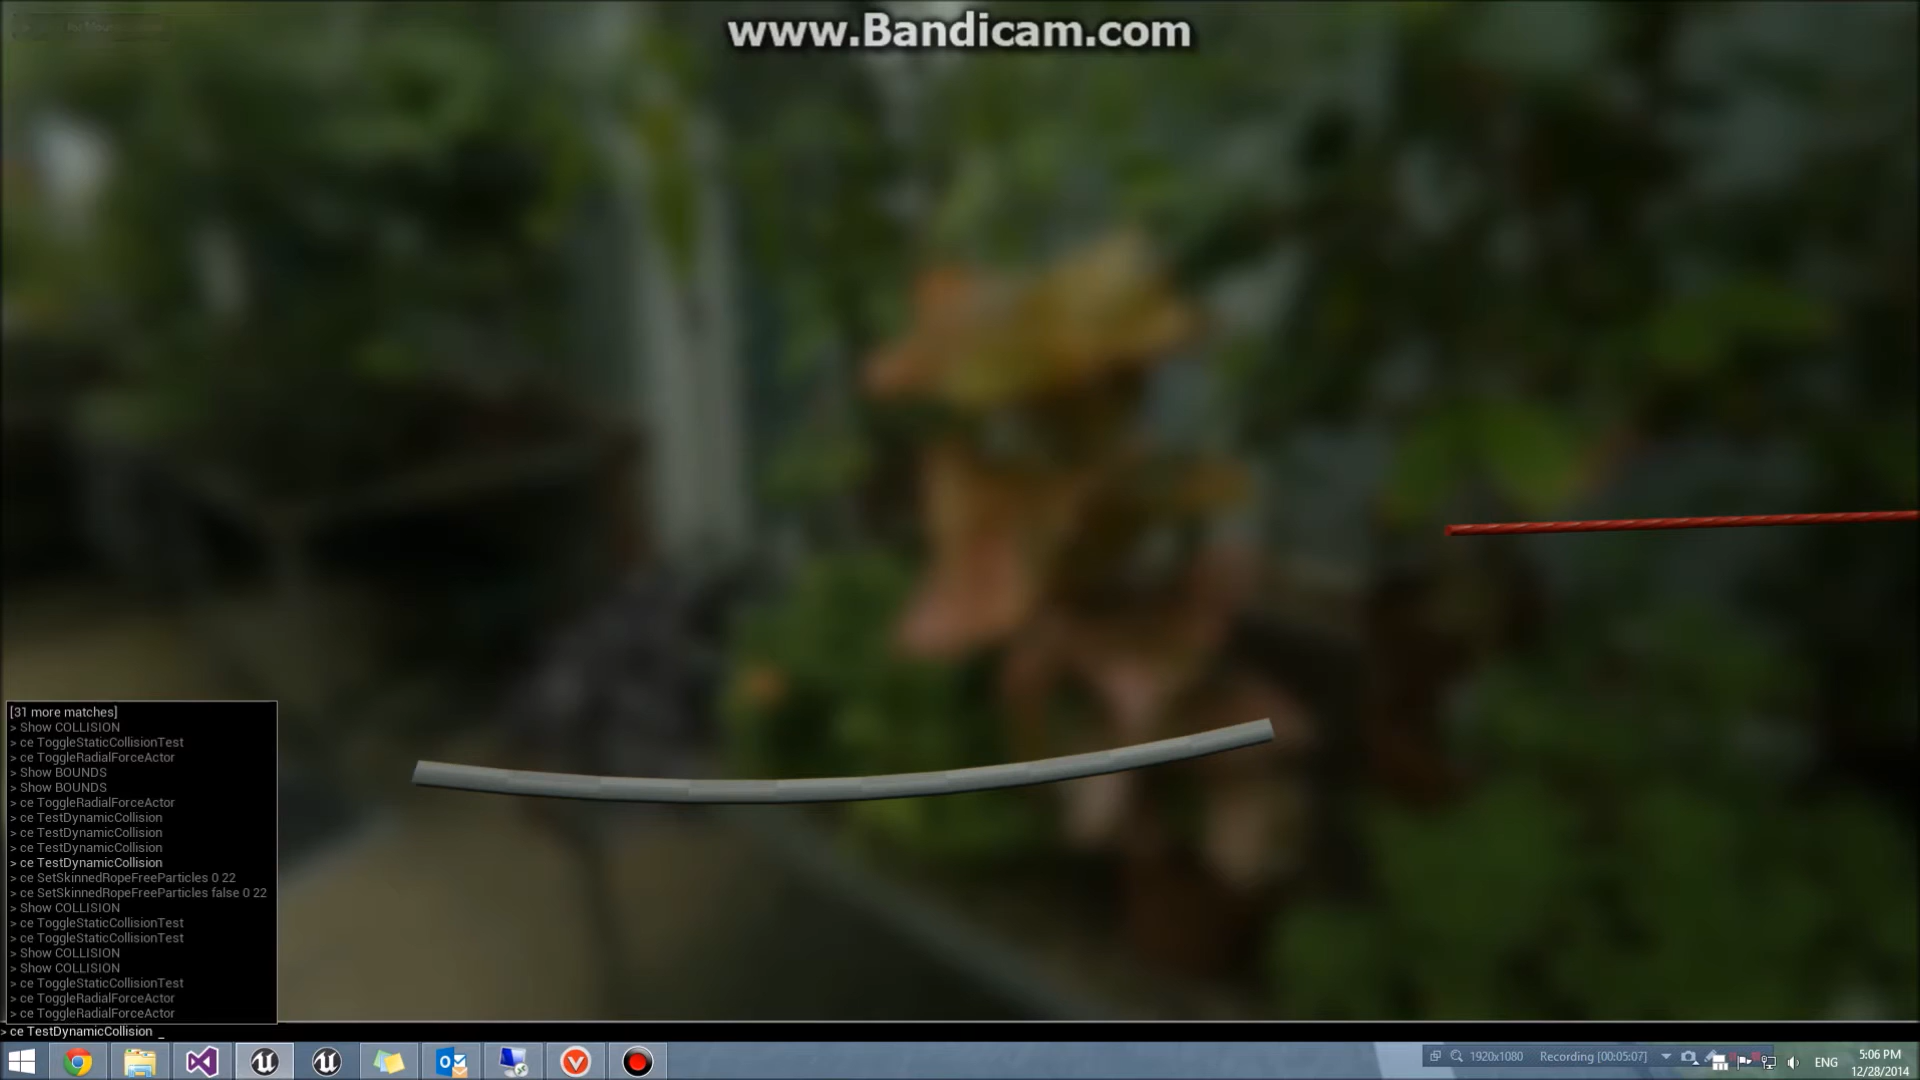 www.Bandicam.com
[31 more matches]
> Show COLLISION
> ce ToggleStaticCollisionTest
> ce ToggleRadialForceActor
> Show BOUNDS
> Show BOUNDS
> ce ToggleRadialForceActor
> ce TestDynamicCollision
> ce TestDynamicCollision
> ce TestDynamicCollision
> ce TestDynamicCollision
> ce SetSkinnedRopeFreeParticles 0 22
> ce SetSkinnedRopeFreeParticles false 0 22
> Show COLLISION
> ce ToggleStaticCollisionTest
> ce ToggleStaticCollisionTest
> Show COLLISION
> Show COLLISION
> ce ToggleStaticCollisionTest
> ce ToggleRadialForceActor
> ce ToggleRadialForceActor
> ce TestDynamicCollision _
1920x1080 Recording [00:05:07]
ENG
5:06 PM
12/28/2014